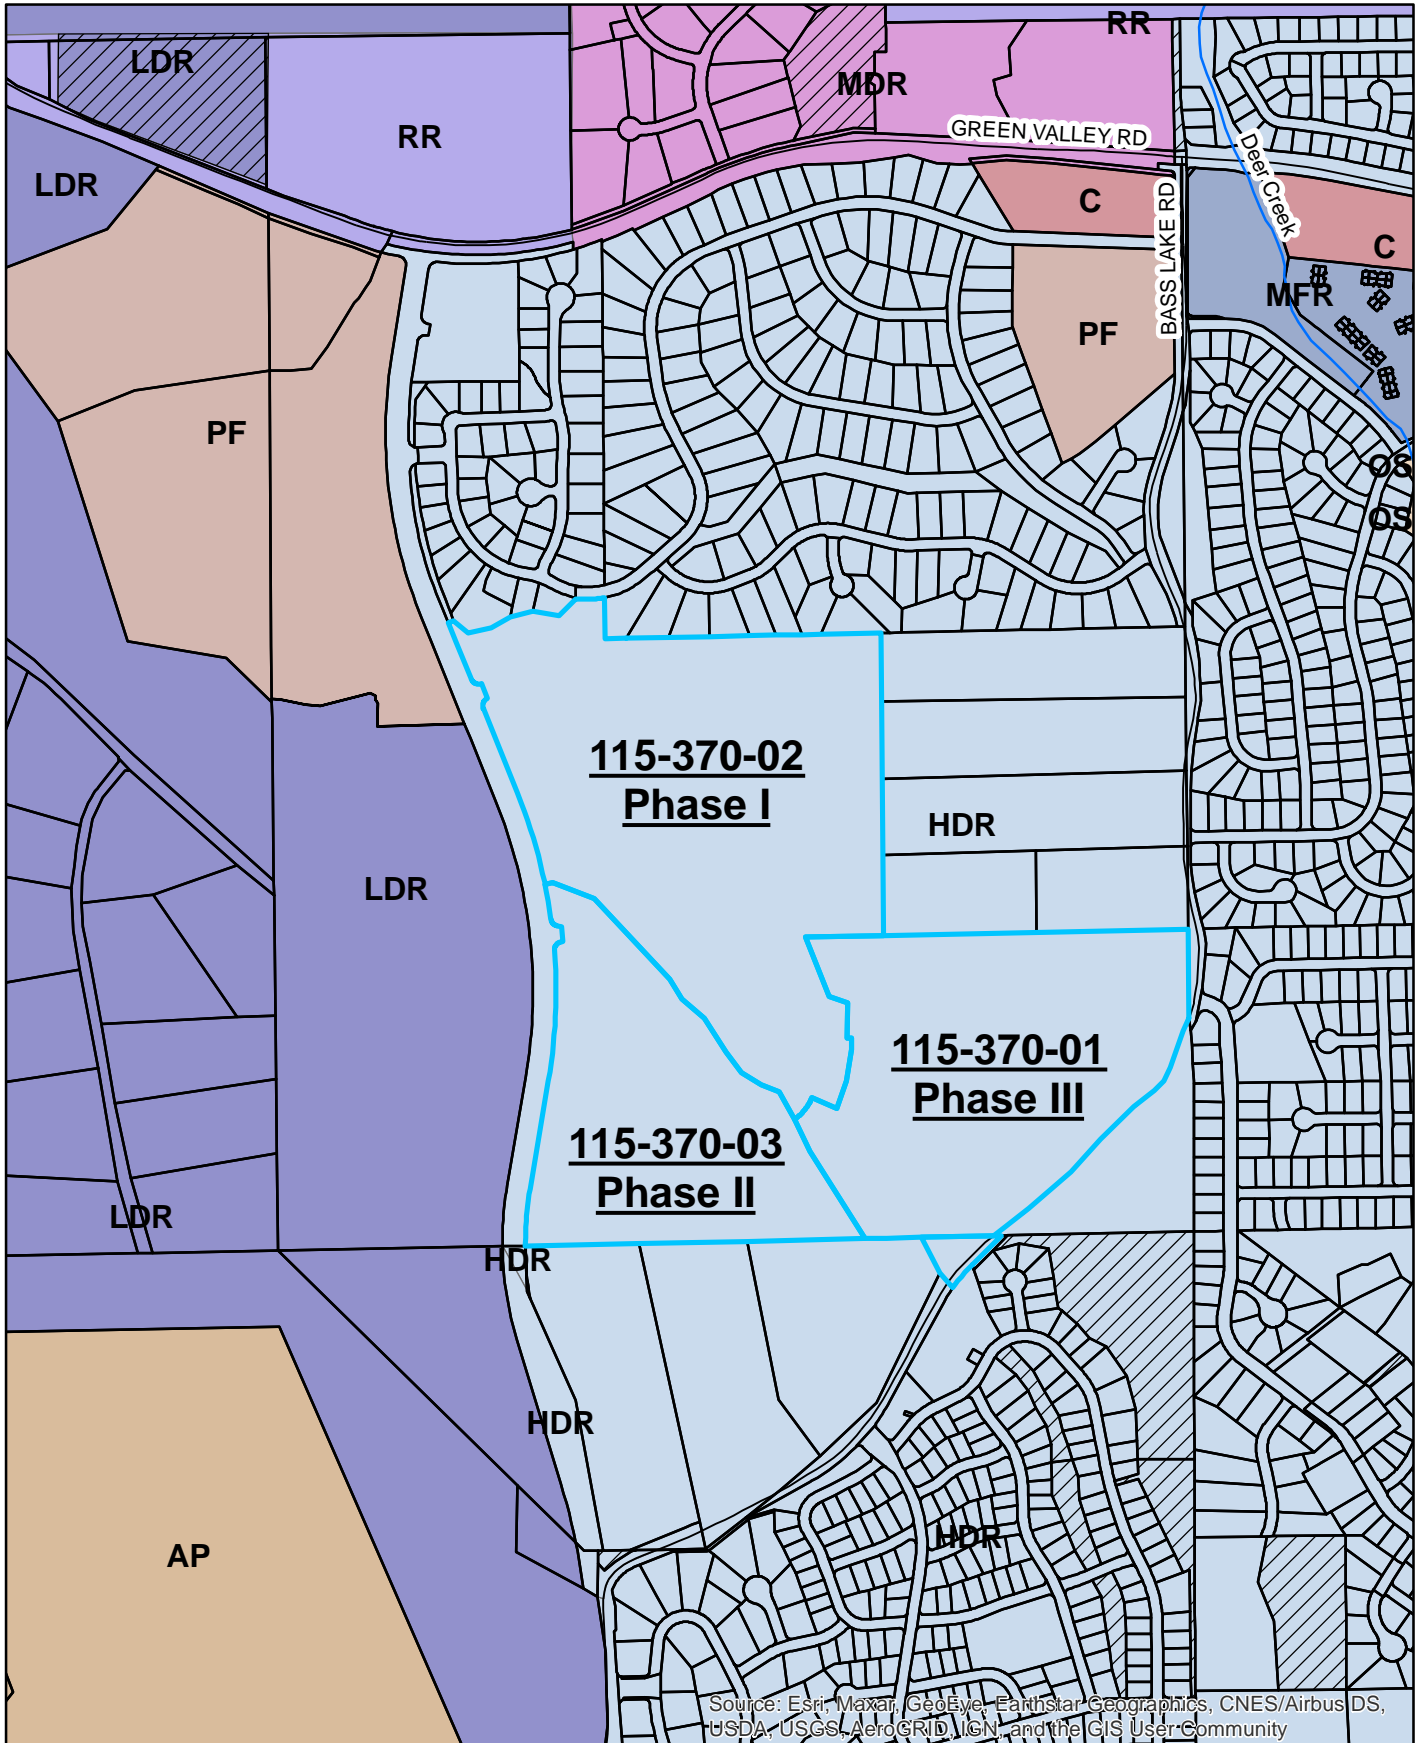 RR
LDR
MDR
RR
GREEN VALLEY RD
Deer Creek
LDR
C
BASS LAKE RD
C
MFR
PF
PF
OS
OS
115-370-02
Phase I
HDR
LDR
115-370-01
Phase III
115-370-03
Phase II
LDR
HDR
HDR
HDR
AP
Source: Esri, Maxar, GeoEye, Earthstar Geographics, CNES/Airbus DS,
USDA, USGS, AeroGRID, IGN, and the GIS User Community